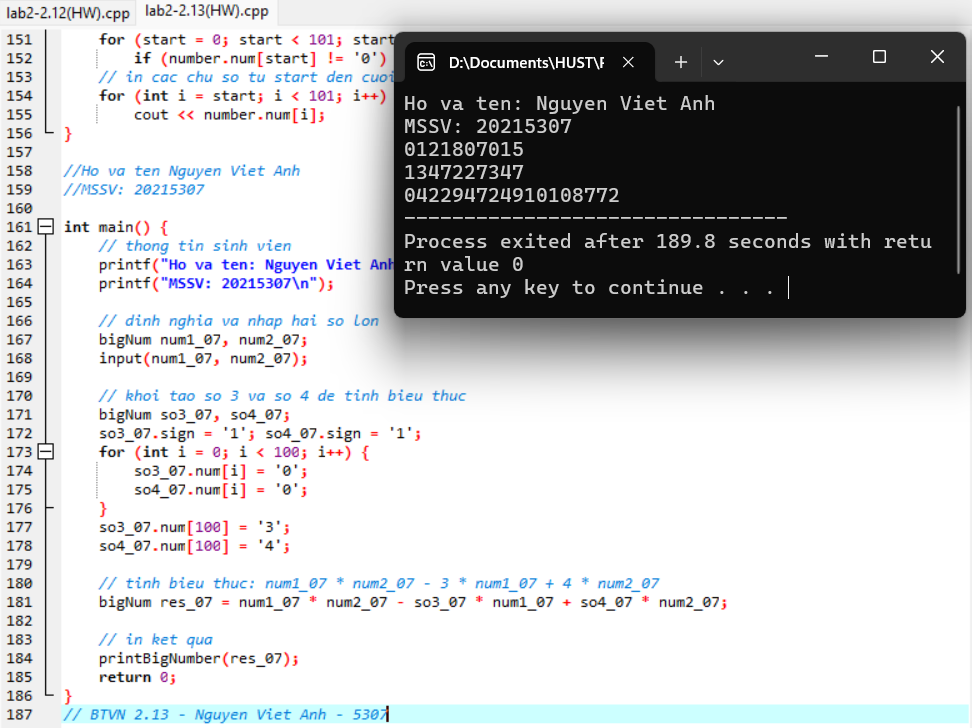 lab2-2.12(HW).cpp lab2-2.13(HW).cpp
151 for (start = 0; start < 101; start
152 if (number.num[start] != '0')
153 // in cac chu so tu start den cuoi
154 for (int i = start; i < 101; i++)
155 cout << number.num[i];
156 }
157
158 //Ho va ten Nguyen Viet Anh
159 //MSSV: 20215307
160
161 int main() {
162 // thong tin sinh vien
163 printf("Ho va ten: Nguyen Viet Anh
164 printf("MSSV: 20215307\n");
165
166 // dinh nghia va nhap hai so lon
167 bigNum num1_07, num2_07;
168 input(num1_07, num2_07);
169
170 // khoi tao so 3 va so 4 de tinh bieu thuc
171 bigNum so3_07, so4_07;
172 so3_07.sign = '1'; so4_07.sign = '1';
173 for (int i = 0; i < 100; i++) {
174 so3_07.num[i] = '0';
175 so4_07.num[i] = '0';
176 }
177 so3_07.num[100] = '3';
178 so4_07.num[100] = '4';
179
180 // tinh bieu thuc: num1_07 * num2_07 - 3 * num1_07 + 4 * num2_07
181 bigNum res_07 = num1_07 * num2_07 - so3_07 * num1_07 + so4_07 * num2_07;
182
183 // in ket qua
184 printBigNumber(res_07);
185 return 0;
186 }
187 // BTVN 2.13 - Nguyen Viet Anh - 5307
D:\Documents\HUST\
Ho va ten: Nguyen Viet Anh
MSSV: 20215307
0121807015
1347227347
042294724910108772
--------------------------------
Process exited after 189.8 seconds with retu
rn value 0
Press any key to continue . . .